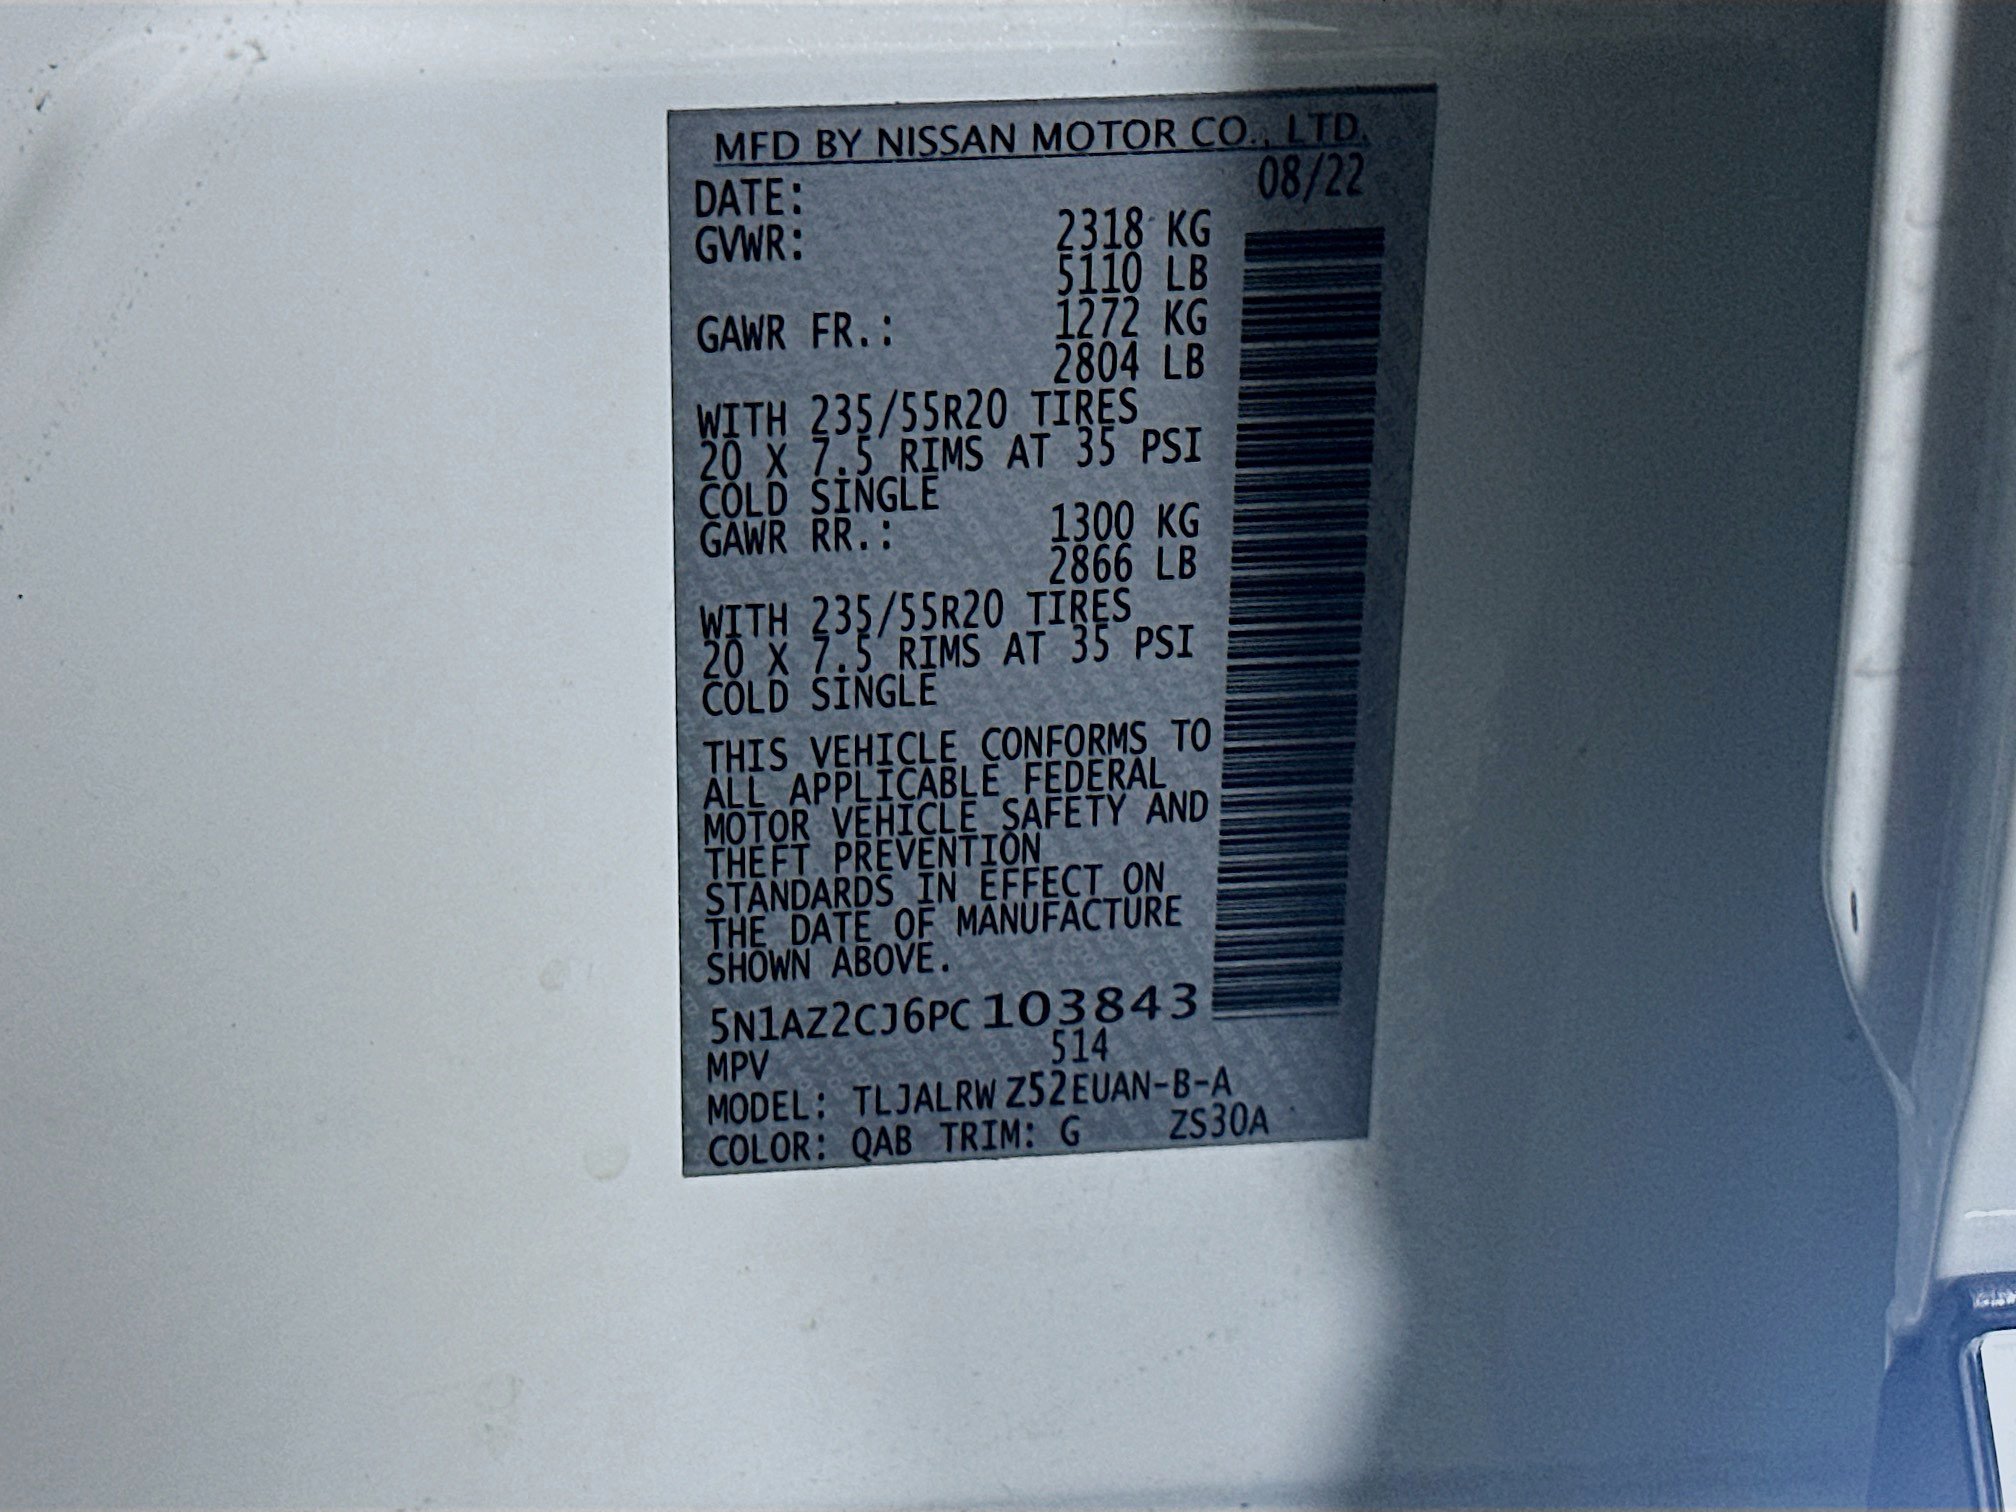 MFD BY NISSAN MOTOR CO., LTD.
DATE: 08/22
GVWR: 2318 KG
5110 LB
GAWR FR.: 1272 KG
2804 LB
WITH 235/55R20 TIRES
20 X 7.5 RIMS AT 35 PSI
COLD SINGLE
GAWR RR.: 1300 KG
2866 LB
WITH 235/55R20 TIRES
20 X 7.5 RIMS AT 35 PSI
COLD SINGLE
THIS VEHICLE CONFORMS TO
ALL APPLICABLE FEDERAL
MOTOR VEHICLE SAFETY AND
THEFT PREVENTION
STANDARDS IN EFFECT ON
THE DATE OF MANUFACTURE
SHOWN ABOVE.
5N1AZ2CJ6PC103843
MPV 514
MODEL: TLJALRW Z52EUAN-B-A
COLOR: QAB TRIM: G ZS30A